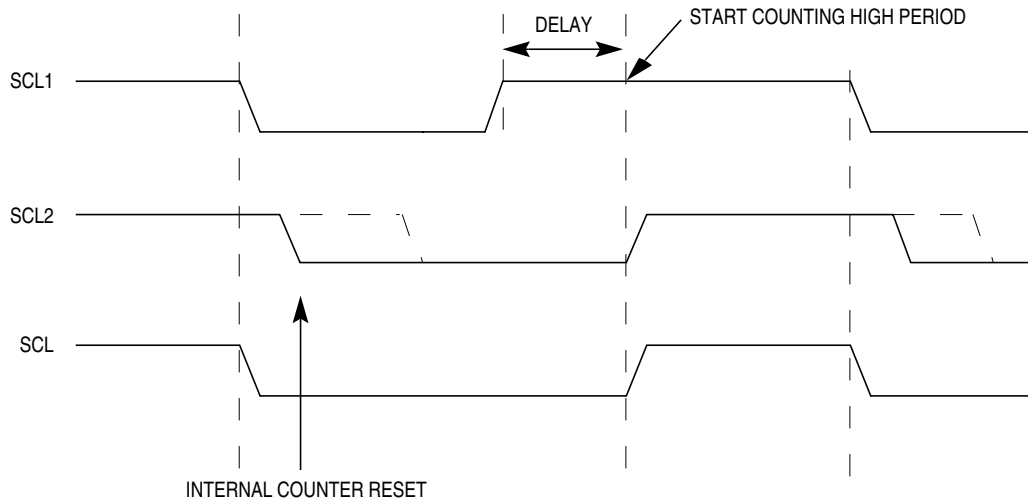 START COUNTING HIGH PERIOD
DELAY
SCL1
SCL2
SCL
INTERNAL COUNTER RESET